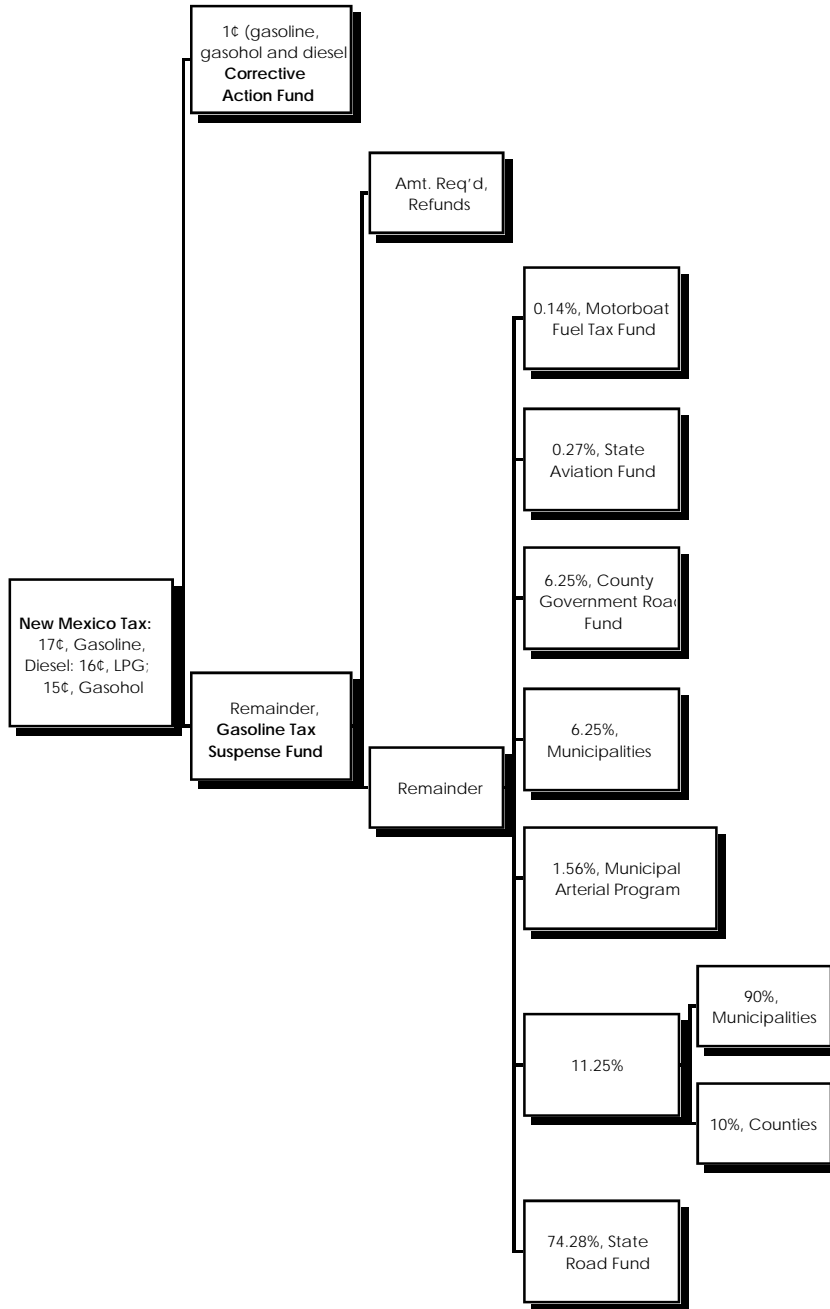 1¢ (gasoline,
gasohol and diesel
Corrective
Action Fund
Amt. Req'd,
Refunds
0.14%, Motorboat
Fuel Tax Fund
0.27%, State
Aviation Fund
6.25%, County
Government Road
Fund
New Mexico Tax:
17¢, Gasoline,
Diesel: 16¢, LPG;
15¢, Gasohol
Remainder,
Gasoline Tax
Suspense Fund
6.25%,
Municipalities
Remainder
1.56%, Municipal
Arterial Program
90%,
Municipalities
11.25%
10%, Counties
74.28%, State
Road Fund